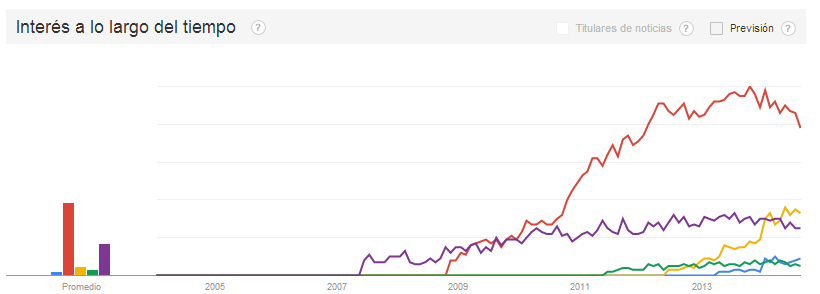 Interés a lo largo del tiempo ?
Titulares de noticias ? Previsión ?
Promedio 2005 2007 2009 2011 2013